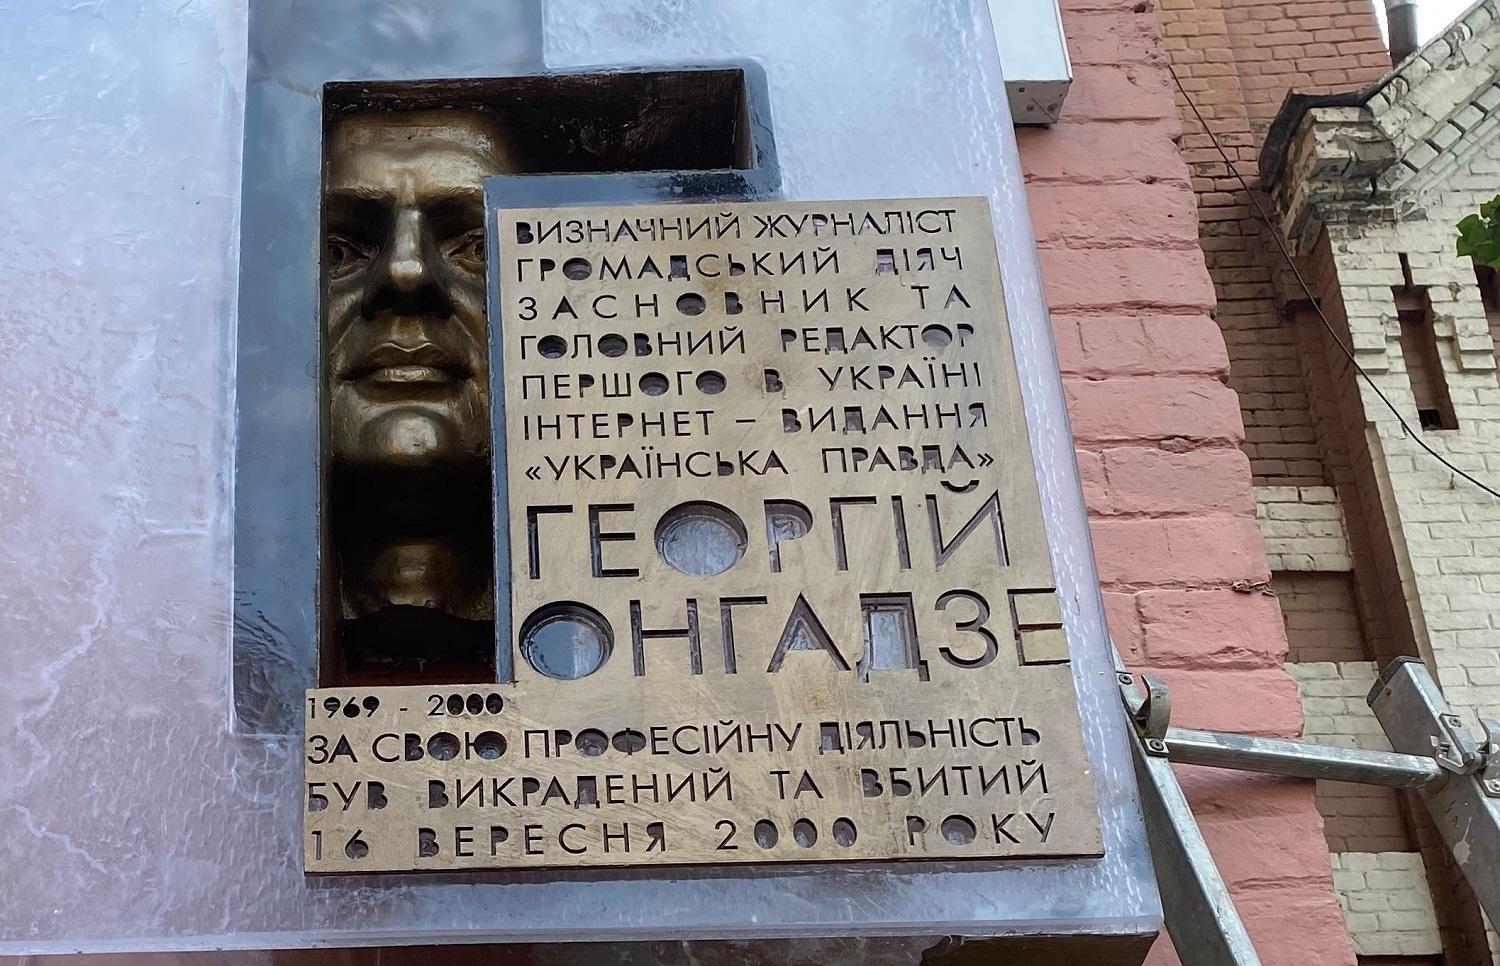 ВИЗНАЧНИЙ ЖУРНАЛІСТ
ГРОМАДСЬКИЙ ДІЯЧ
ЗАСНОВНИК ТА
ГОЛОВНИЙ РЕДАКТОР
ПЕРШОГО В УКРАЇНІ
ІНТЕРНЕТ – ВИДАННЯ
«УКРАЇНСЬКА ПРАВДА»
ГЕОРГІЙ
ОНГАДЗЕ
1969 - 2000
ЗА СВОЮ ПРОФЕСІЙНУ ДІЯЛЬНІСТЬ
БУВ ВИКРАДЕНИЙ ТА ВБИТИЙ
16 ВЕРЕСНЯ 2000 РОКУ